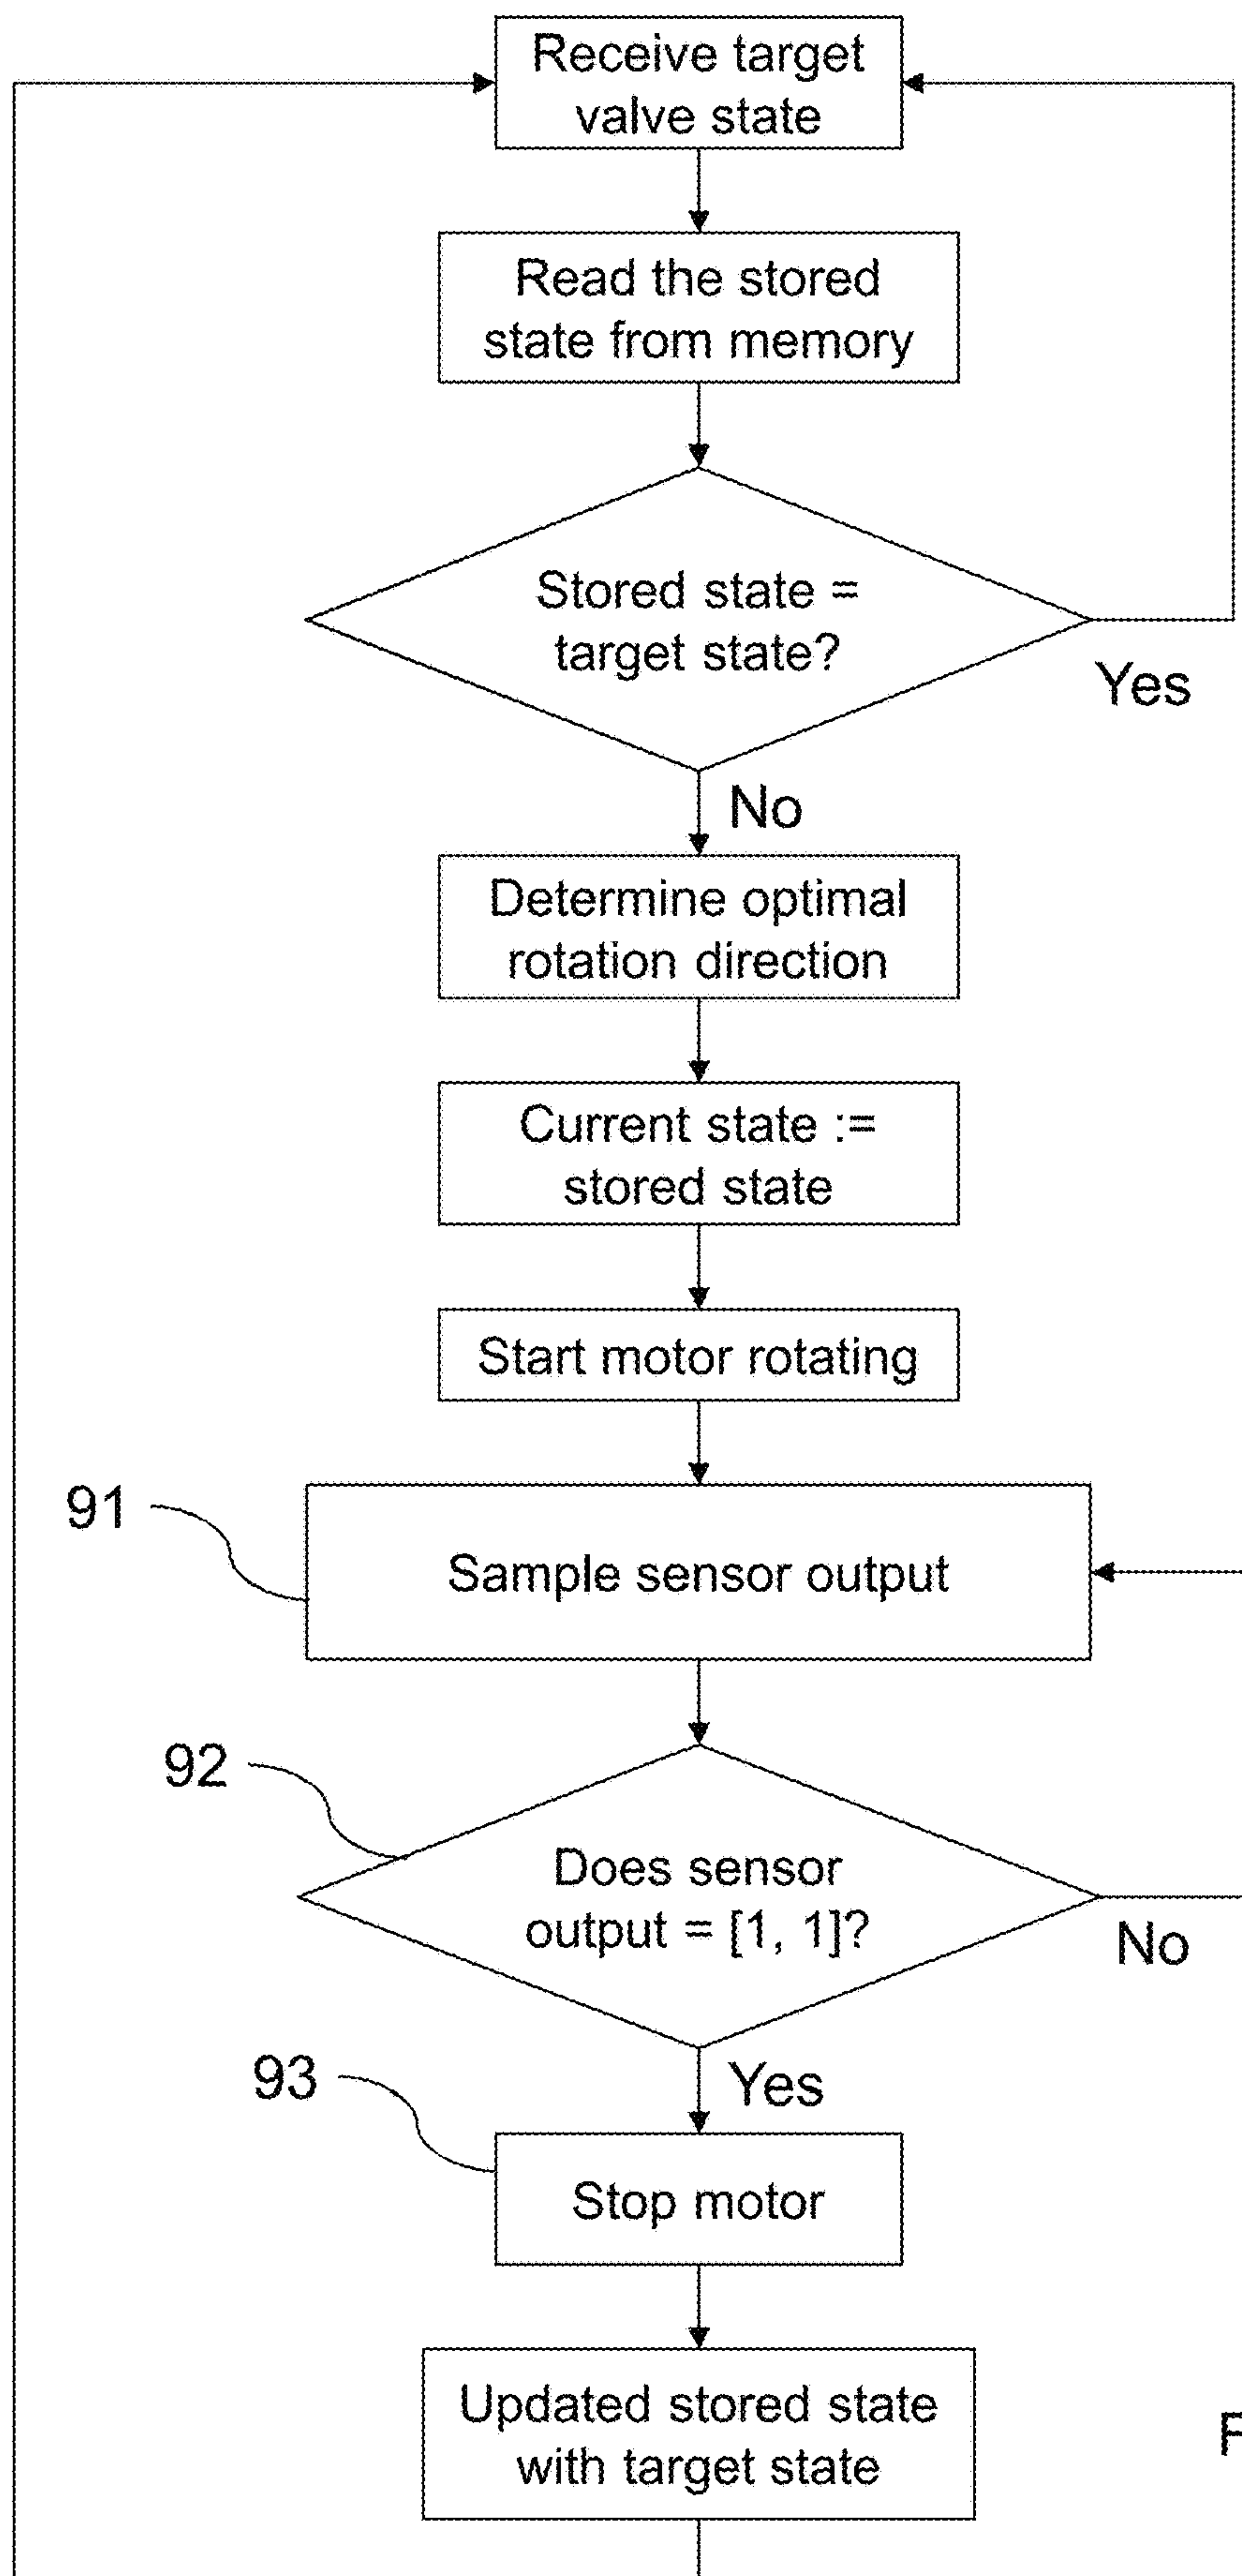 Receive target
valve state
Read the stored
state from memory
Stored state =
target state?
Yes
No
Determine optimal
rotation direction
Current state :=
stored state
Start motor rotating
91
Sample sensor output
92
Does sensor
output = [1, 1]?
No
93
Yes
Stop motor
Updated stored state
with target state